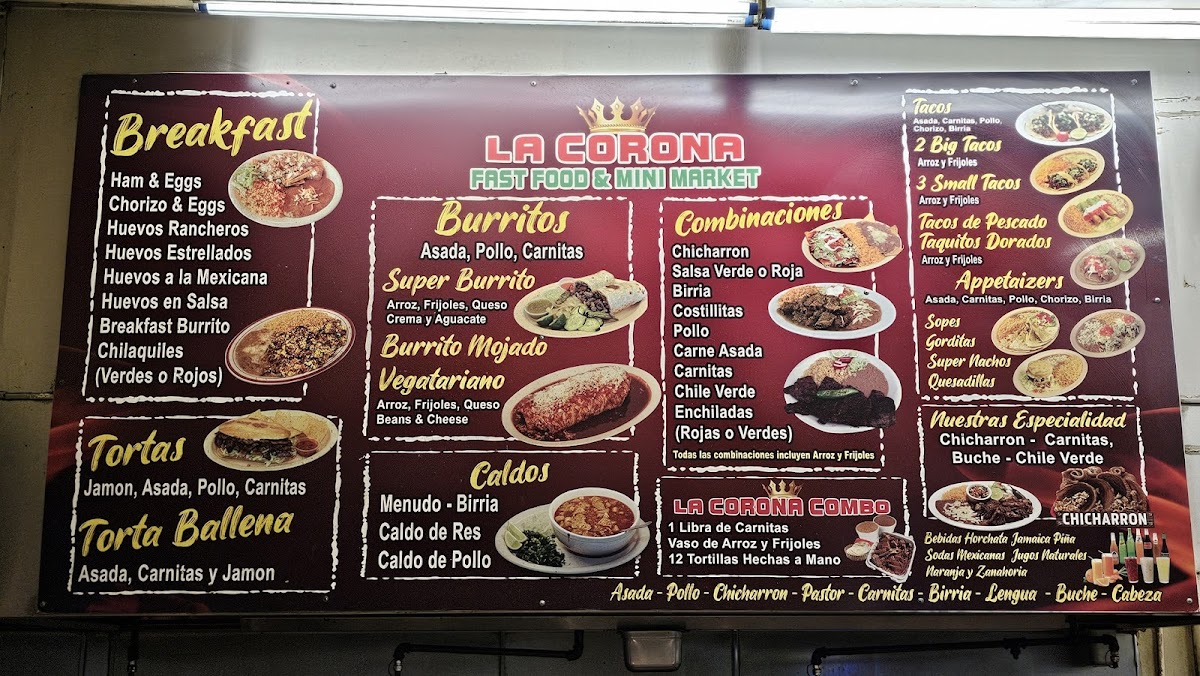 LA CORONA
FAST FOOD & MINI MARKET
Breakfast
Ham & Eggs
Chorizo & Eggs
Huevos Rancheros
Huevos Estrellados
Huevos a la Mexicana
Huevos en Salsa
Breakfast Burrito
Chilaquiles
(Verdes o Rojos)
Tortas
Jamon, Asada, Pollo, Carnitas
Torta Ballena
Asada, Carnitas y Jamon
Burritos
Asada, Pollo, Carnitas
Super Burrito
Arroz, Frijoles, Queso
Crema y Aguacate
Burrito Mojado
Vegatariano
Arroz, Frijoles, Queso
Beans & Cheese
Caldos
Menudo - Birria
Caldo de Res
Caldo de Pollo
Combinaciones
Chicharron
Salsa Verde o Roja
Birria
Costillitas
Pollo
Carne Asada
Carnitas
Chile Verde
Enchiladas
(Rojas o Verdes)
Todas las combinaciones incluyen Arroz y Frijoles
LA CORONA COMBO
1 Libra de Carnitas
Vaso de Arroz y Frijoles
12 Tortillas Hechas a Mano
Tacos
Asada, Carnitas, Pollo,
Chorizo, Birria
2 Big Tacos
Arroz y Frijoles
3 Small Tacos
Arroz y Frijoles
Tacos de Pescado
Taquitos Dorados
Arroz y Frijoles
Appetaizers
Asada, Carnitas, Pollo, Chorizo, Birria
Sopes
Gorditas
Super Nachos
Quesadillas
Nuestras Especialidad
Chicharron - Carnitas,
Buche - Chile Verde
CHICHARRON
Bebidas Horchata Jamaica Piña
Sodas Mexicanas Jugos Naturales
Naranja y Zanahoria
Asada - Pollo - Chicharron - Pastor - Carnitas - Birria - Lengua - Buche - Cabeza